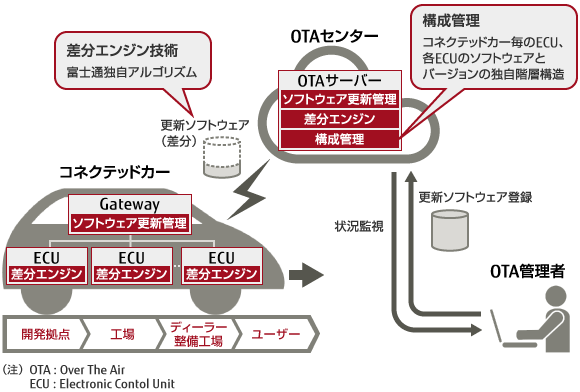 差分エンジン技術
富士通独自アルゴリズム
OTAセンター
構成管理
コネクテッドカー毎のECU、
各ECUのソフトウェアと
バージョンの独自階層構造
OTAサーバー
ソフトウェア更新管理
差分エンジン
構成管理
更新ソフトウェア
（差分）
コネクテッドカー
Gateway
ソフトウェア更新管理
ECU
差分エンジン
ECU
差分エンジン
ECU
差分エンジン
状況監視
更新ソフトウェア登録
OTA管理者
開発拠点
工場
ディーラー
整備工場
ユーザー
（注） OTA : Over The Air
ECU : Electronic Contol Unit